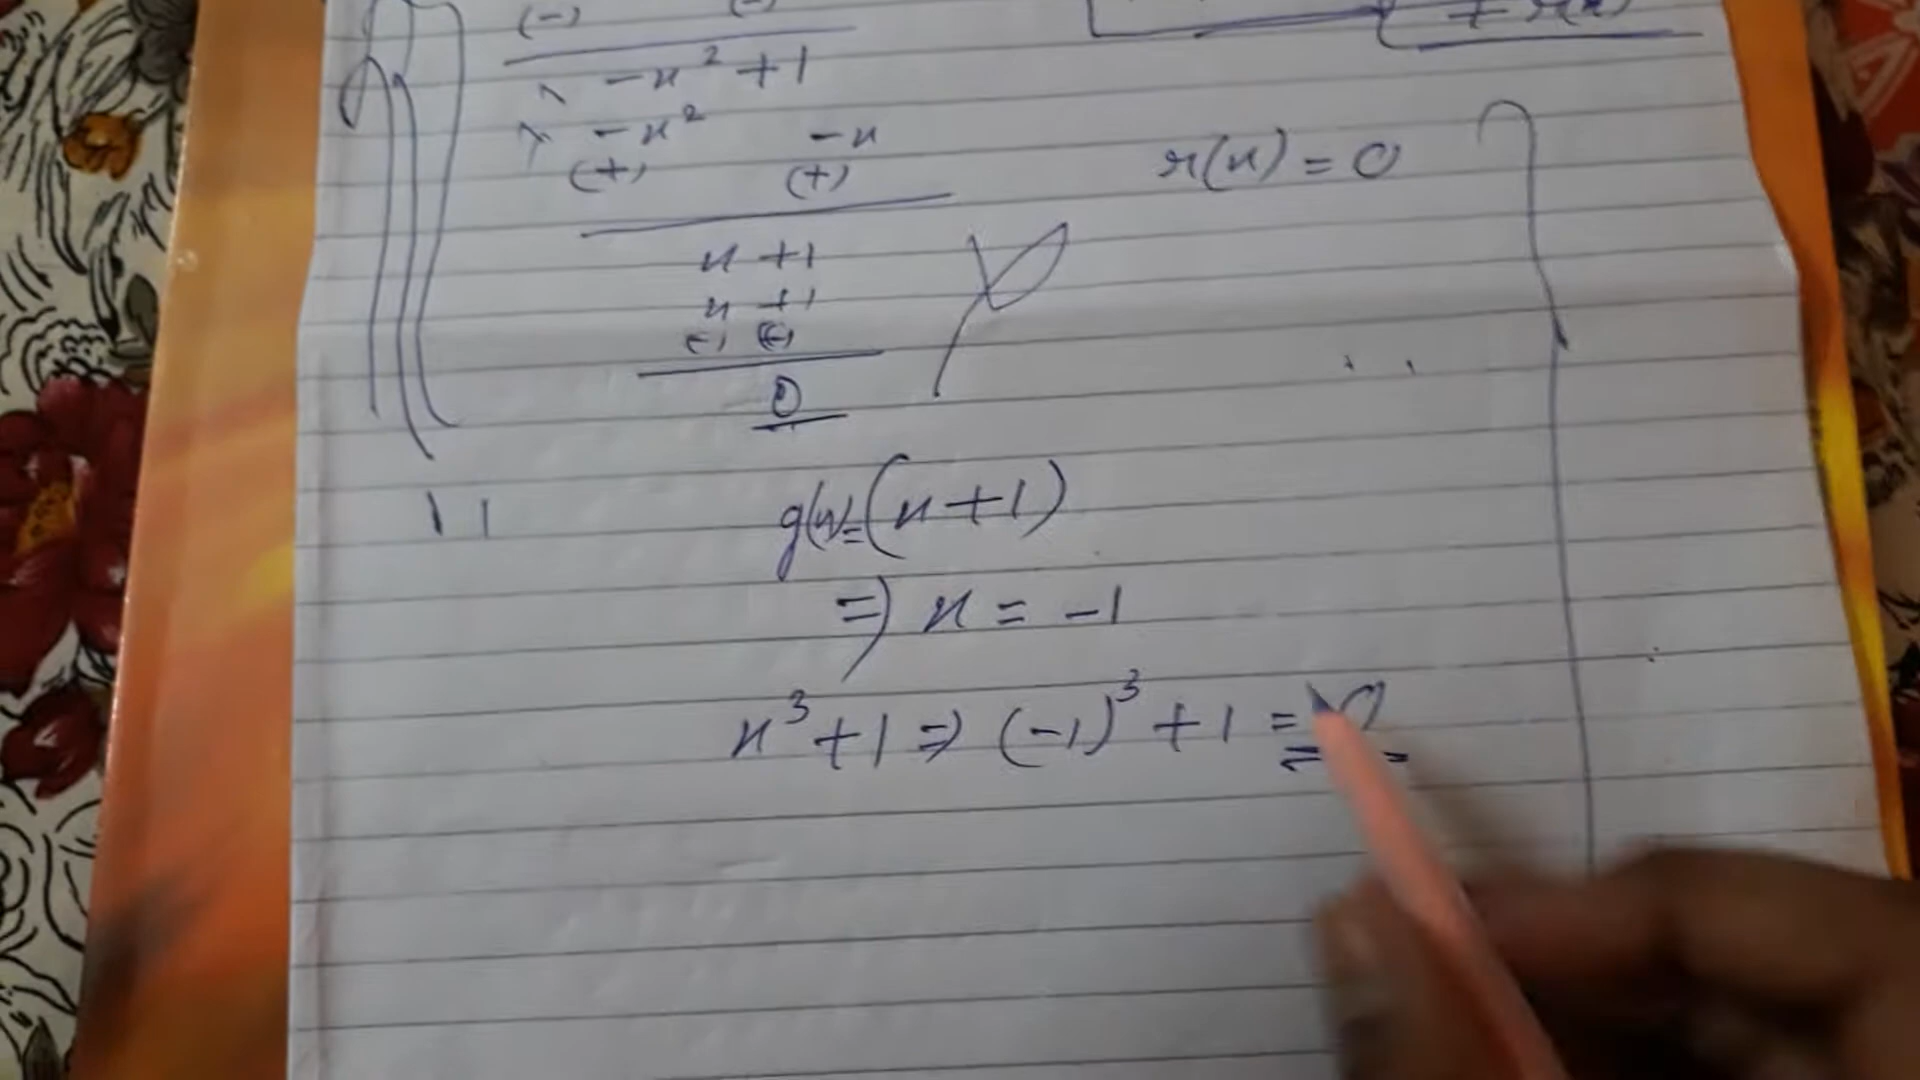 (-) (-)
+ r(x)
-x² + 1
-x² -x
(+) (+)
r(x) = 0
x + 1
x + 1
(-) (-)
0
g(x) = (x + 1)
=> x = -1
x³ + 1 => (-1)³ + 1 = 0